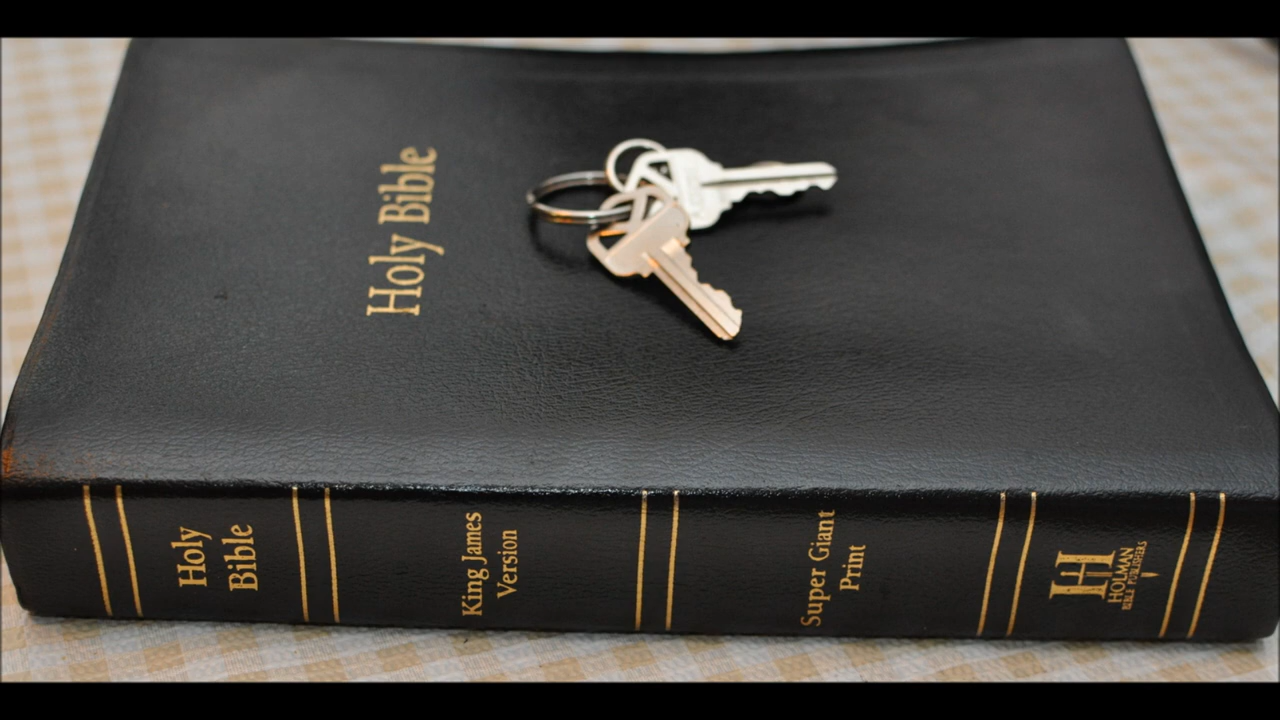 Holy Bible
Holy
Bible
King James
Version
Super Giant
Print
HOLMAN
BIBLE PUBLISHERS